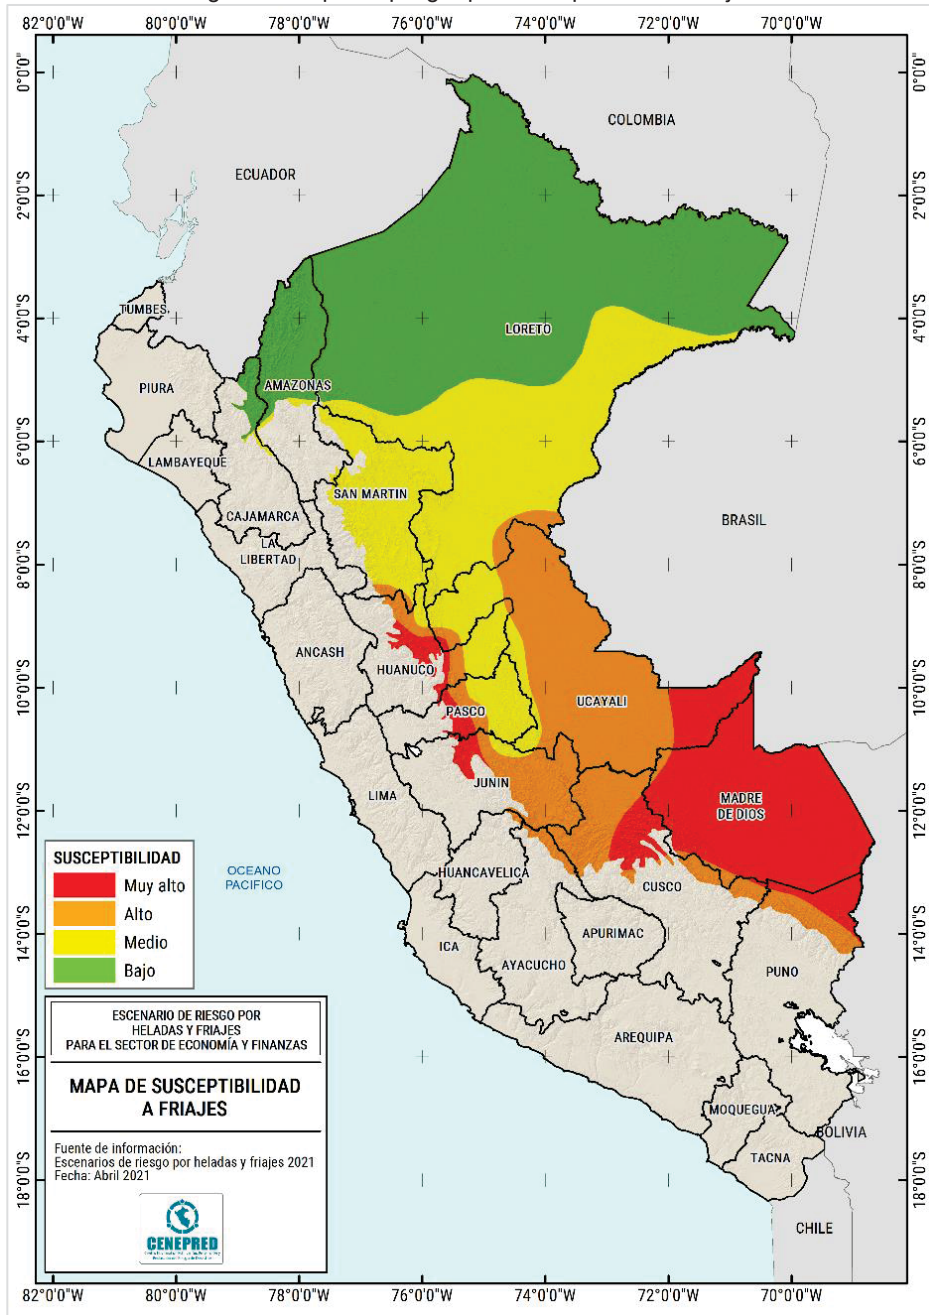 82°0'0"W 80°0'0"W 78°0'0"W 76°0'0"W 74°0'0"W 72°0'0"W 70°0'0"W
0°0'0"
2°0'0"S
4°0'0"S
6°0'0"S
8°0'0"S
10°0'0"S
12°0'0"S
14°0'0"S
16°0'0"S
18°0'0"S
0°0'0"
2°0'0"S
4°0'0"S
6°0'0"S
8°0'0"S
10°0'0"S
12°0'0"S
14°0'0"S
16°0'0"S
18°0'0"S
COLOMBIA
ECUADOR
TUMBES
LORETO
PIURA
AMAZONAS
LAMBAYEQUE
SAN MARTIN
CAJAMARCA
BRASIL
LA
LIBERTAD
ANCASH
HUANUCO
UCAYALI
PASCO
JUNIN
LIMA
MADRE
DE DIOS
HUANCAVELICA
CUSCO
OCEANO
PACIFICO
APURIMAC
ICA
AYACUCHO
PUNO
AREQUIPA
MOQUEGUA
BOLIVIA
TACNA
CHILE
SUSCEPTIBILIDAD
Muy alto
Alto
Medio
Bajo
ESCENARIO DE RIESGO POR
HELADAS Y FRIAJES
PARA EL SECTOR DE ECONOMÍA Y FINANZAS
MAPA DE SUSCEPTIBILIDAD
A FRIAJES
Fuente de información:
Escenarios de riesgo por heladas y friajes 2021
Fecha: Abril 2021
CENEPRED
82°0'0"W 80°0'0"W 78°0'0"W 76°0'0"W 74°0'0"W 72°0'0"W 70°0'0"W